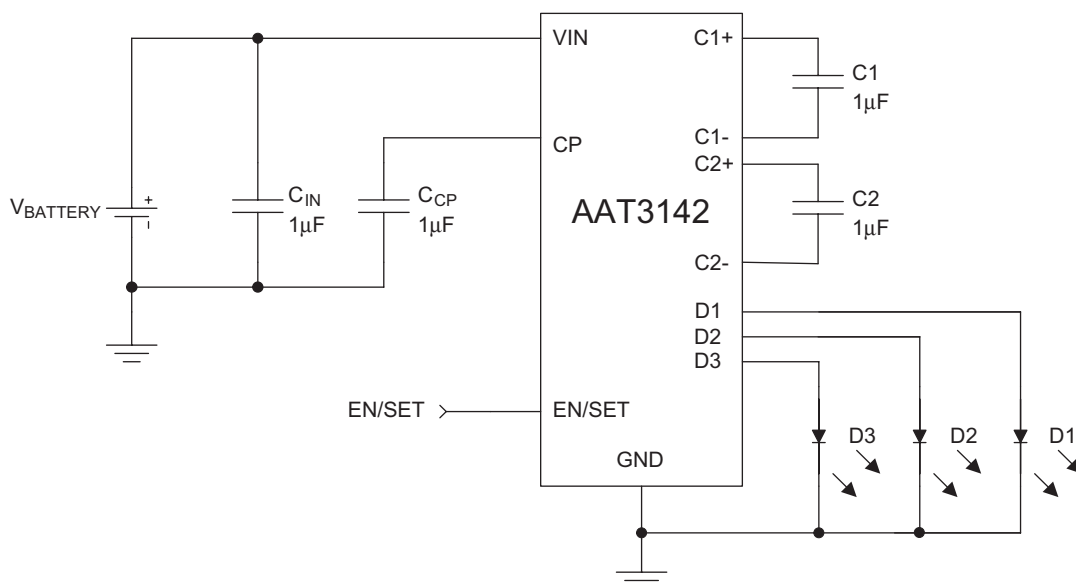 VIN
C1+
C1
1μF
C1-
CP
C2+
VBATTERY
+
-
CIN
1μF
CCP
1μF
AAT3142
C2
1μF
C2-
D1
D2
D3
EN/SET
EN/SET
D3
D2
D1
GND